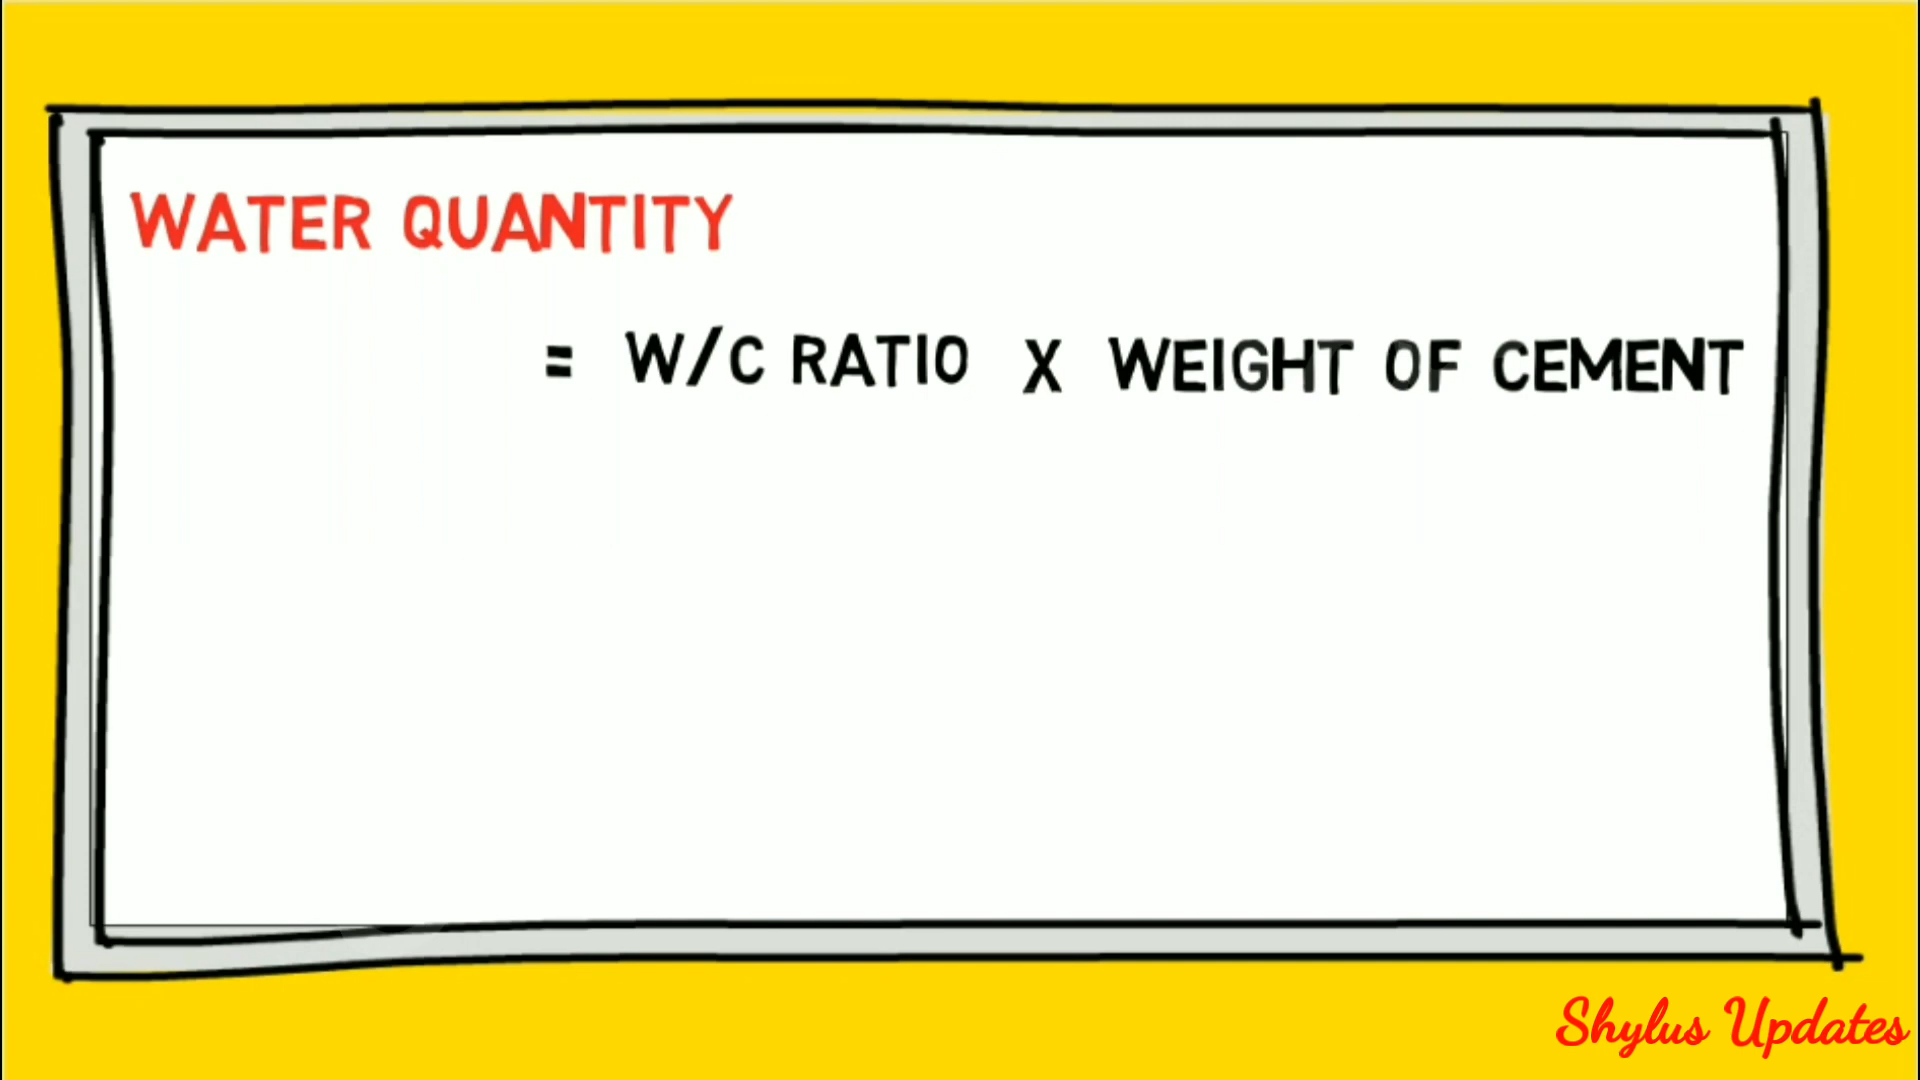 WATER QUANTITY
= W/C RATIO X WEIGHT OF CEMENT
Shylus Updates